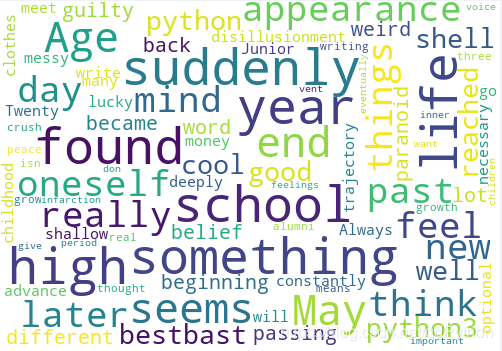 meet guilty python appearance voice
clothes Age disillusionment weird shell
messy back Junior writing three
day write many suddenly eventually things life reached
lucky mind vent paranoid go
Twenty became year inner necessary
crush found word end
peace money trajectory want
isn oneself cool good past lot
don deeply children
childhood grow infarction really school feelings growth
shallow belief alumni Always feel new
real
high something well
give period beginning constantly
advance thought means think optional
later seems will May
different bestbast passing python3
important